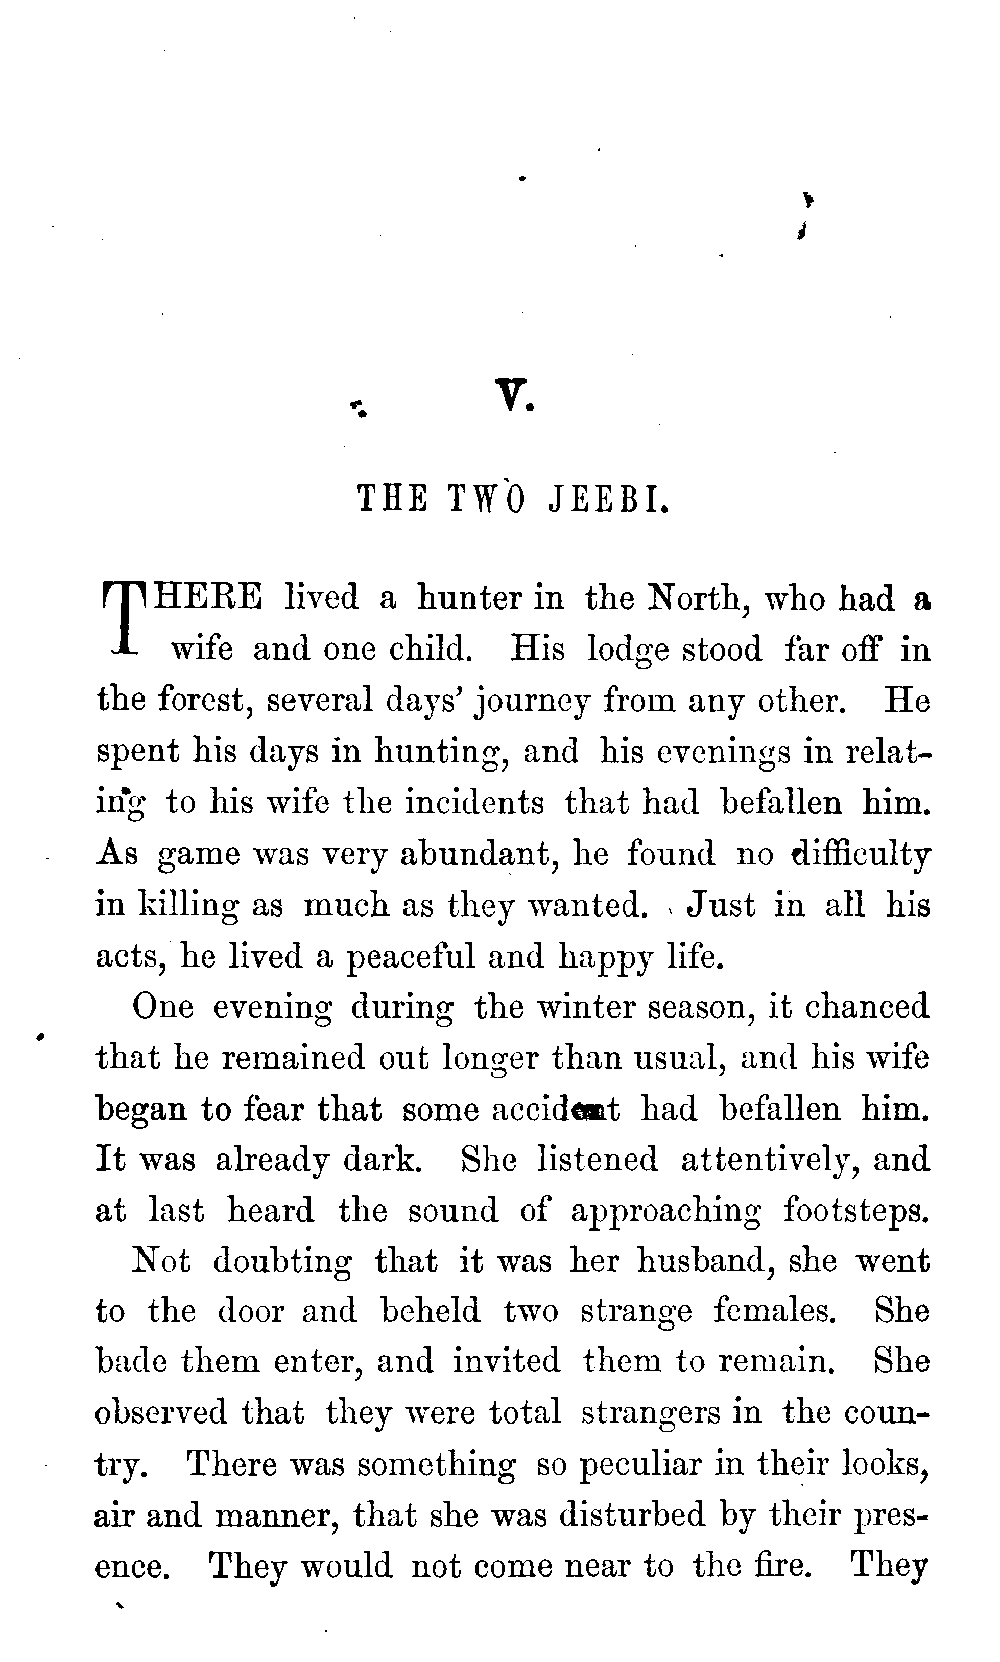 V.
THE TWO JEEBI.
THERE lived a hunter in the North, who had a
wife and one child. His lodge stood far off in
the forest, several days' journey from any other. He
spent his days in hunting, and his evenings in relat-
ing to his wife the incidents that had befallen him.
As game was very abundant, he found no difficulty
in killing as much as they wanted. Just in all his
acts, he lived a peaceful and happy life.
One evening during the winter season, it chanced
that he remained out longer than usual, and his wife
began to fear that some accident had befallen him.
It was already dark. She listened attentively, and
at last heard the sound of approaching footsteps.
Not doubting that it was her husband, she went
to the door and beheld two strange females. She
bade them enter, and invited them to remain. She
observed that they were total strangers in the coun-
try. There was something so peculiar in their looks,
air and manner, that she was disturbed by their pres-
ence. They would not come near to the fire. They